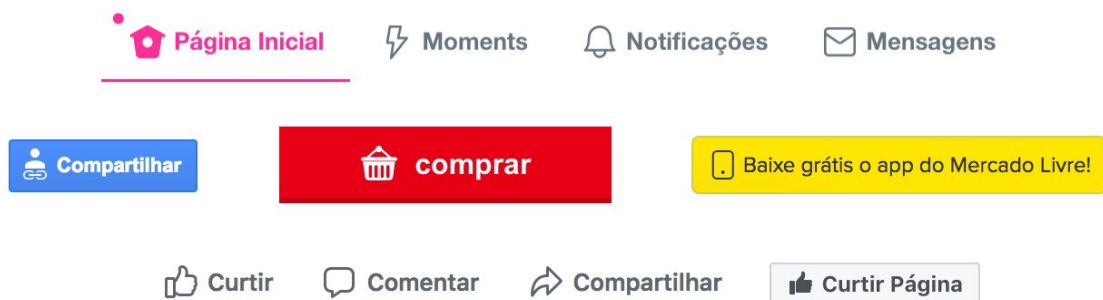 Página Inicial Moments Notificações Mensagens
Compartilhar comprar Baixe grátis o app do Mercado Livre!
Curtir Comentar Compartilhar Curtir Página